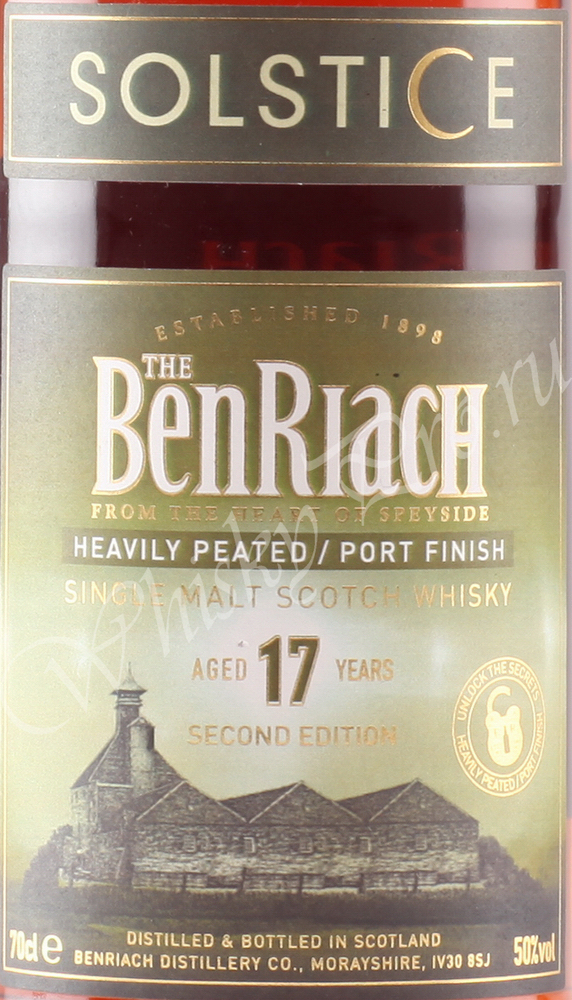 SOLSTICE
ESTABLISHED 1898
THE
BENRIACH
FROM THE HEART OF SPEYSIDE
HEAVILY PEATED / PORT FINISH
SINGLE MALT SCOTCH WHISKY
AGED 17 YEARS
SECOND EDITION
UNLOCK THE SECRETS
HEAVILY PEATED/PORT FINISH
70cl e
DISTILLED & BOTTLED IN SCOTLAND
BENRIACH DISTILLERY CO., MORAYSHIRE, IV30 8SJ
50%vol
WhiskyPro.ru